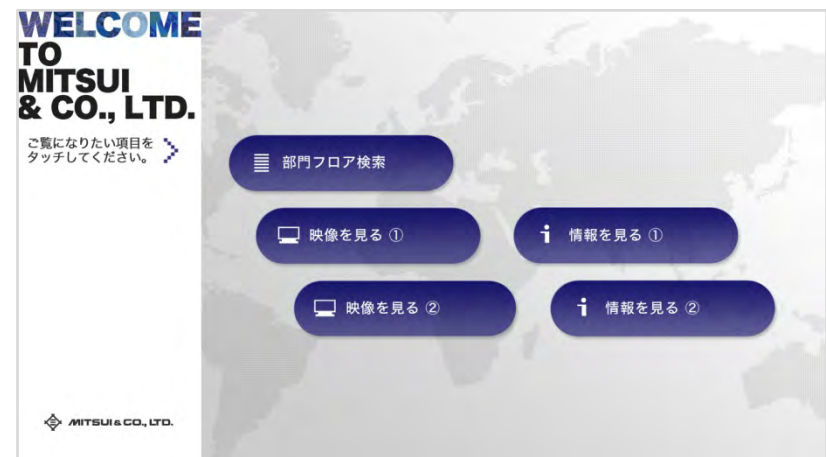 WELCOME
TO
MITSUI
& CO., LTD.
ご覧になりたい項目を
タッチしてください。
部門フロア検索
映像を見る ①
情報を見る ①
映像を見る ②
情報を見る ②
MITSUI & CO., LTD.